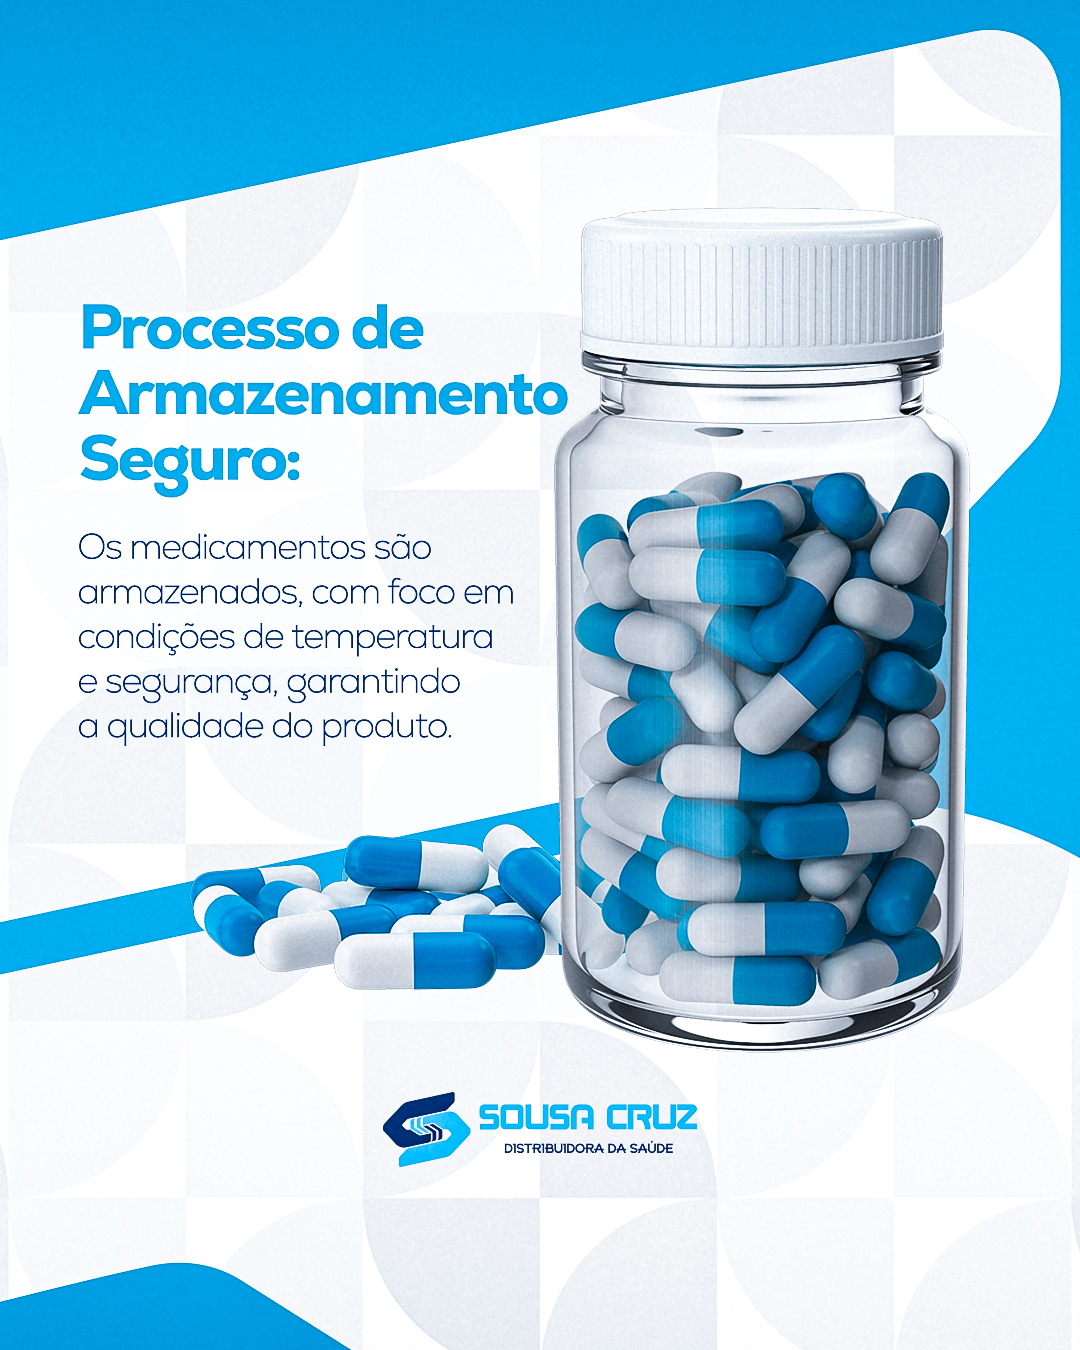 Processo de
Armazenamento
Seguro:
Os medicamentos são
armazenados, com foco em
condições de temperatura
e segurança, garantindo
a qualidade do produto.
SOUSA CRUZ
DISTRIBUIDORA DA SAÚDE